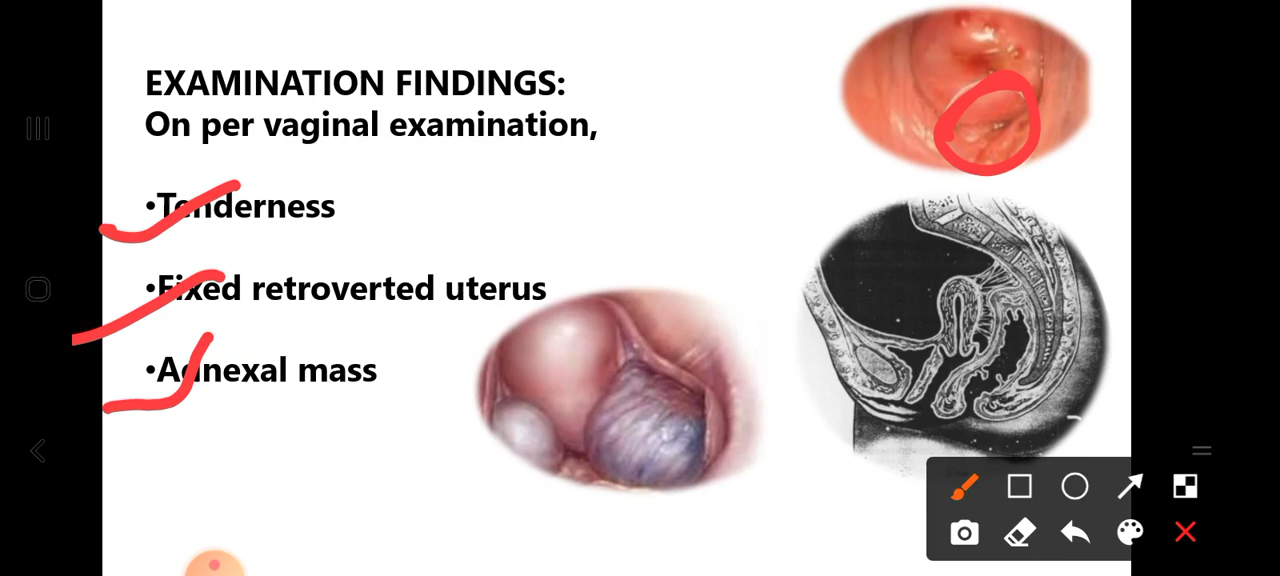 EXAMINATION FINDINGS:
On per vaginal examination,
•Tenderness
•Fixed retroverted uterus
•Adnexal mass